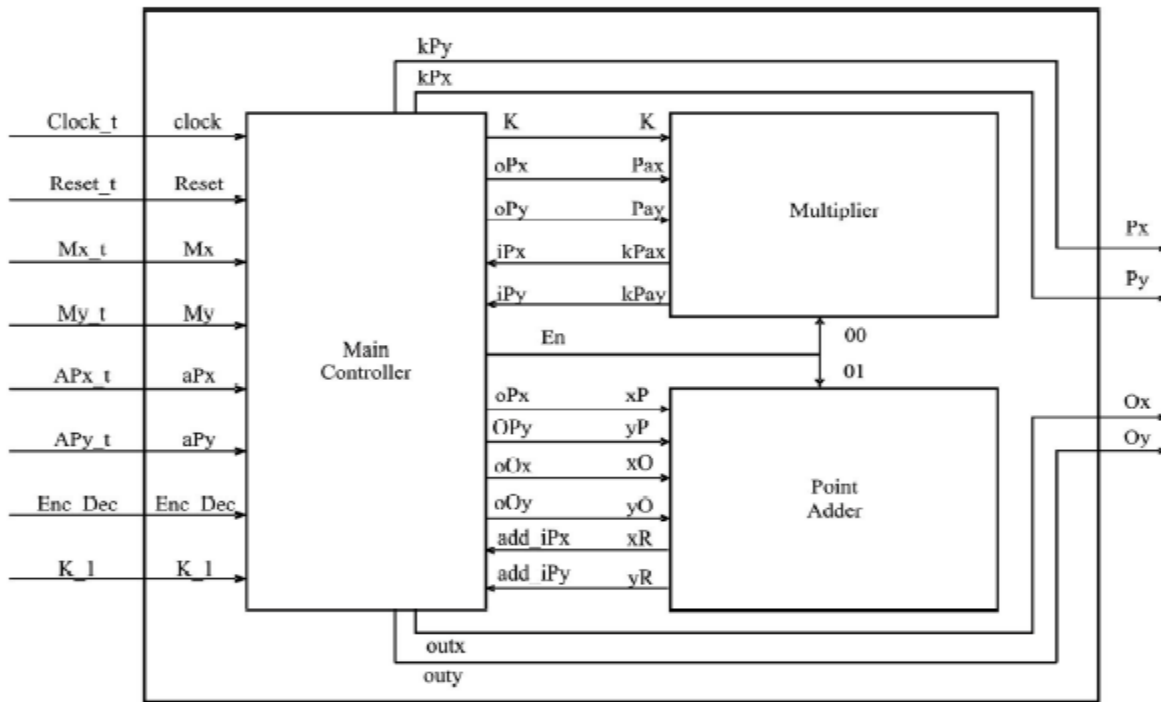 kPy
kPx
Clock_t clock
K K
oPx Pax
Reset_t Reset
oPy Pay
Multiplier
Mx_t Mx
iPx kPax
Px
iPy kPay
Py
My_t My
En
00
01
Main
Controller
APx_t aPx
oPx xP
Ox
OPy yP
Oy
APy_t aPy
oOx xO
Point
Adder
Enc_Dec Enc_Dec
oOy yO
add_iPx xR
K_l K_l
add_iPy yR
outx
outy